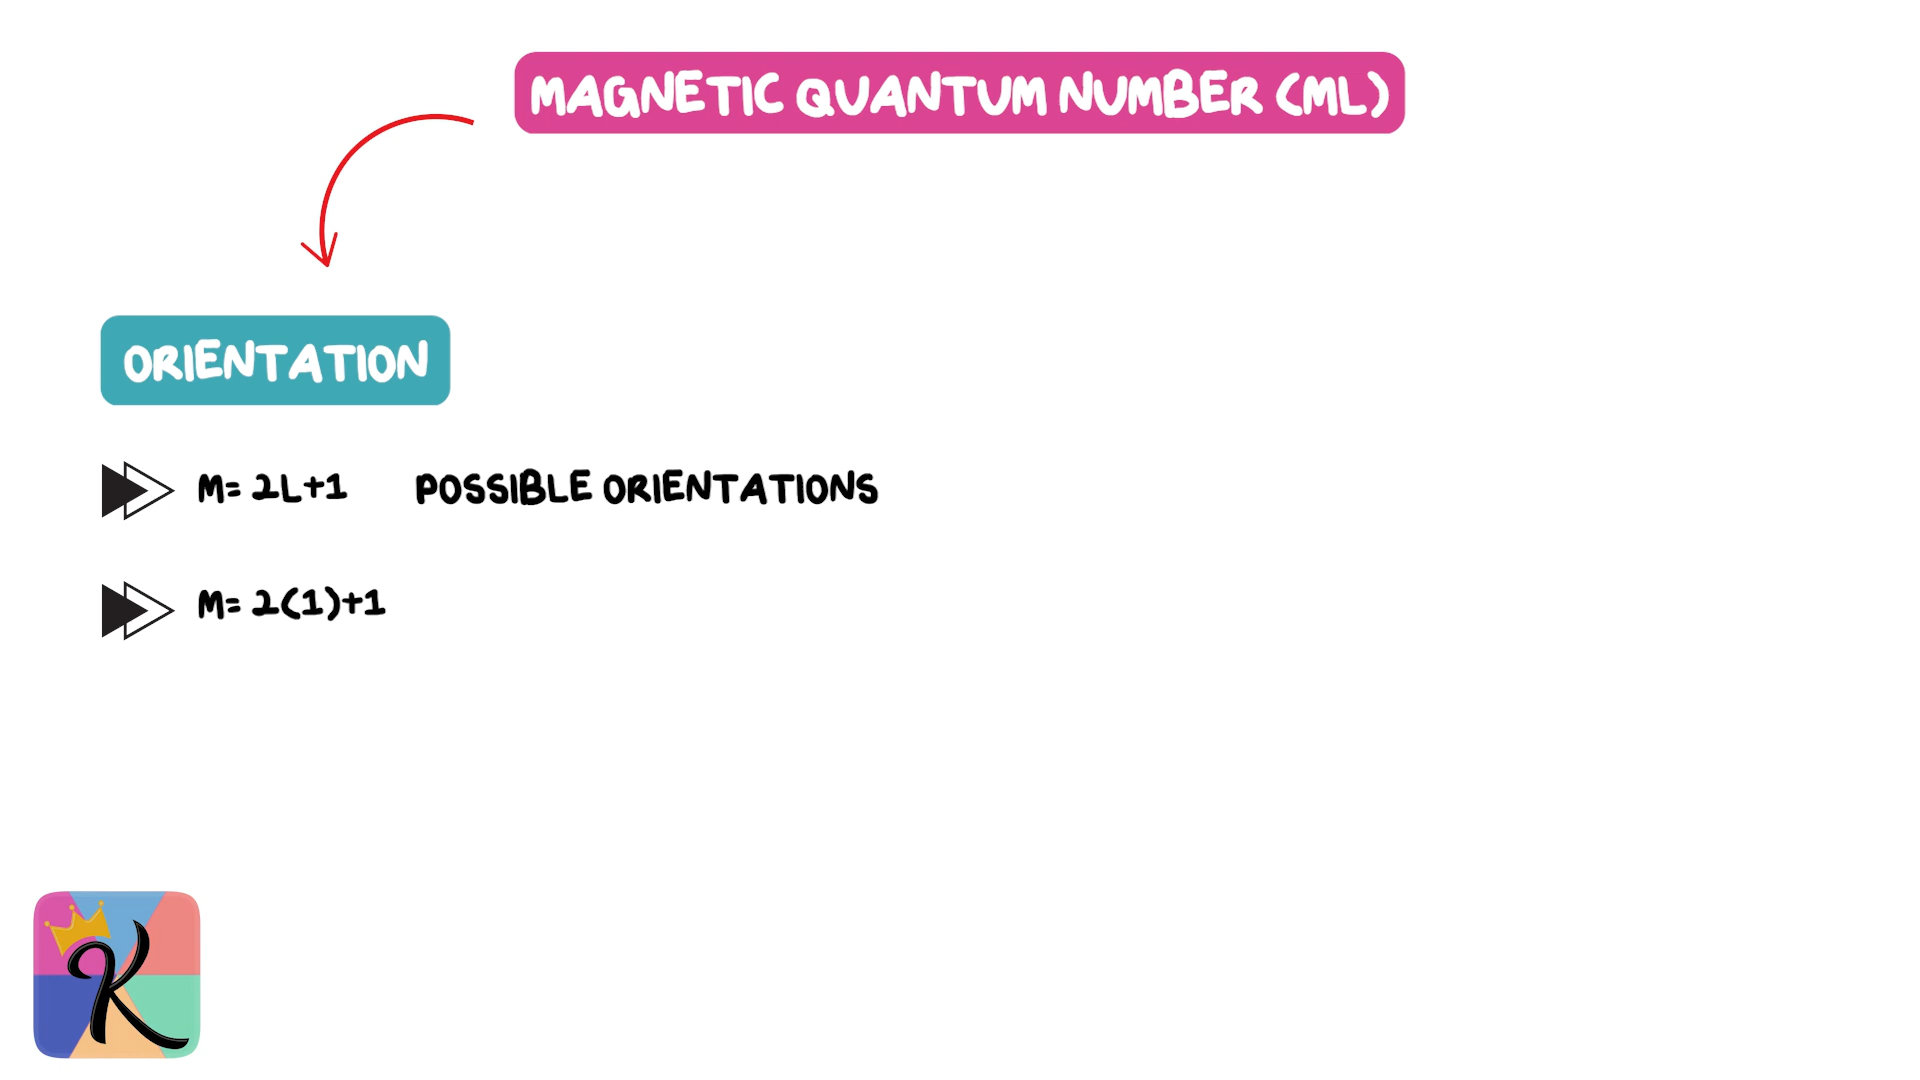 MAGNETIC QUANTUM NUMBER (ML)
ORIENTATION
M= 2L+1 POSSIBLE ORIENTATIONS
M= 2(1)+1
K